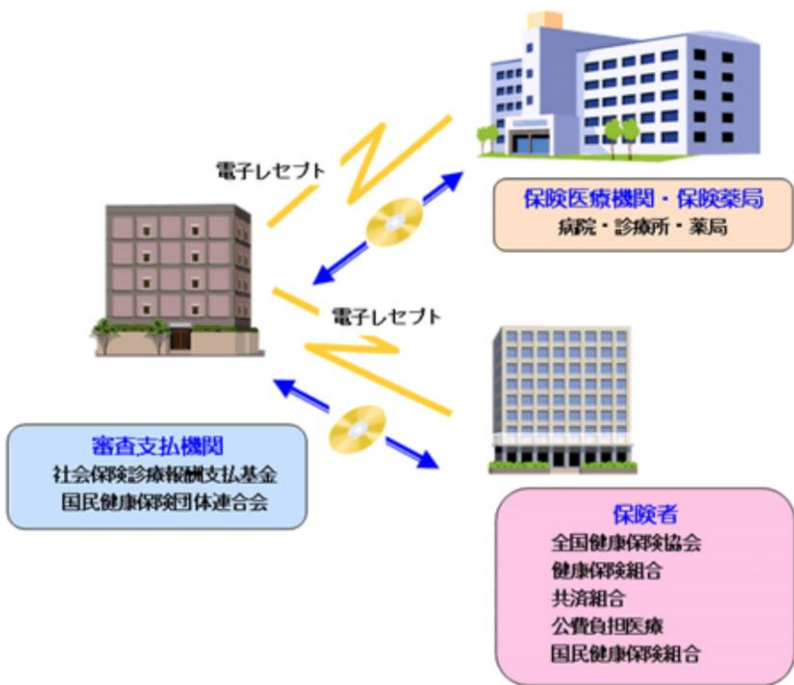 電子レセプト
保険医療機関・保険薬局
病院・診療所・薬局
電子レセプト
審査支払機関
社会保険診療報酬支払基金
国民健康保険団体連合会
保険者
全国健康保険協会
健康保険組合
共済組合
公費負担医療
国民健康保険組合